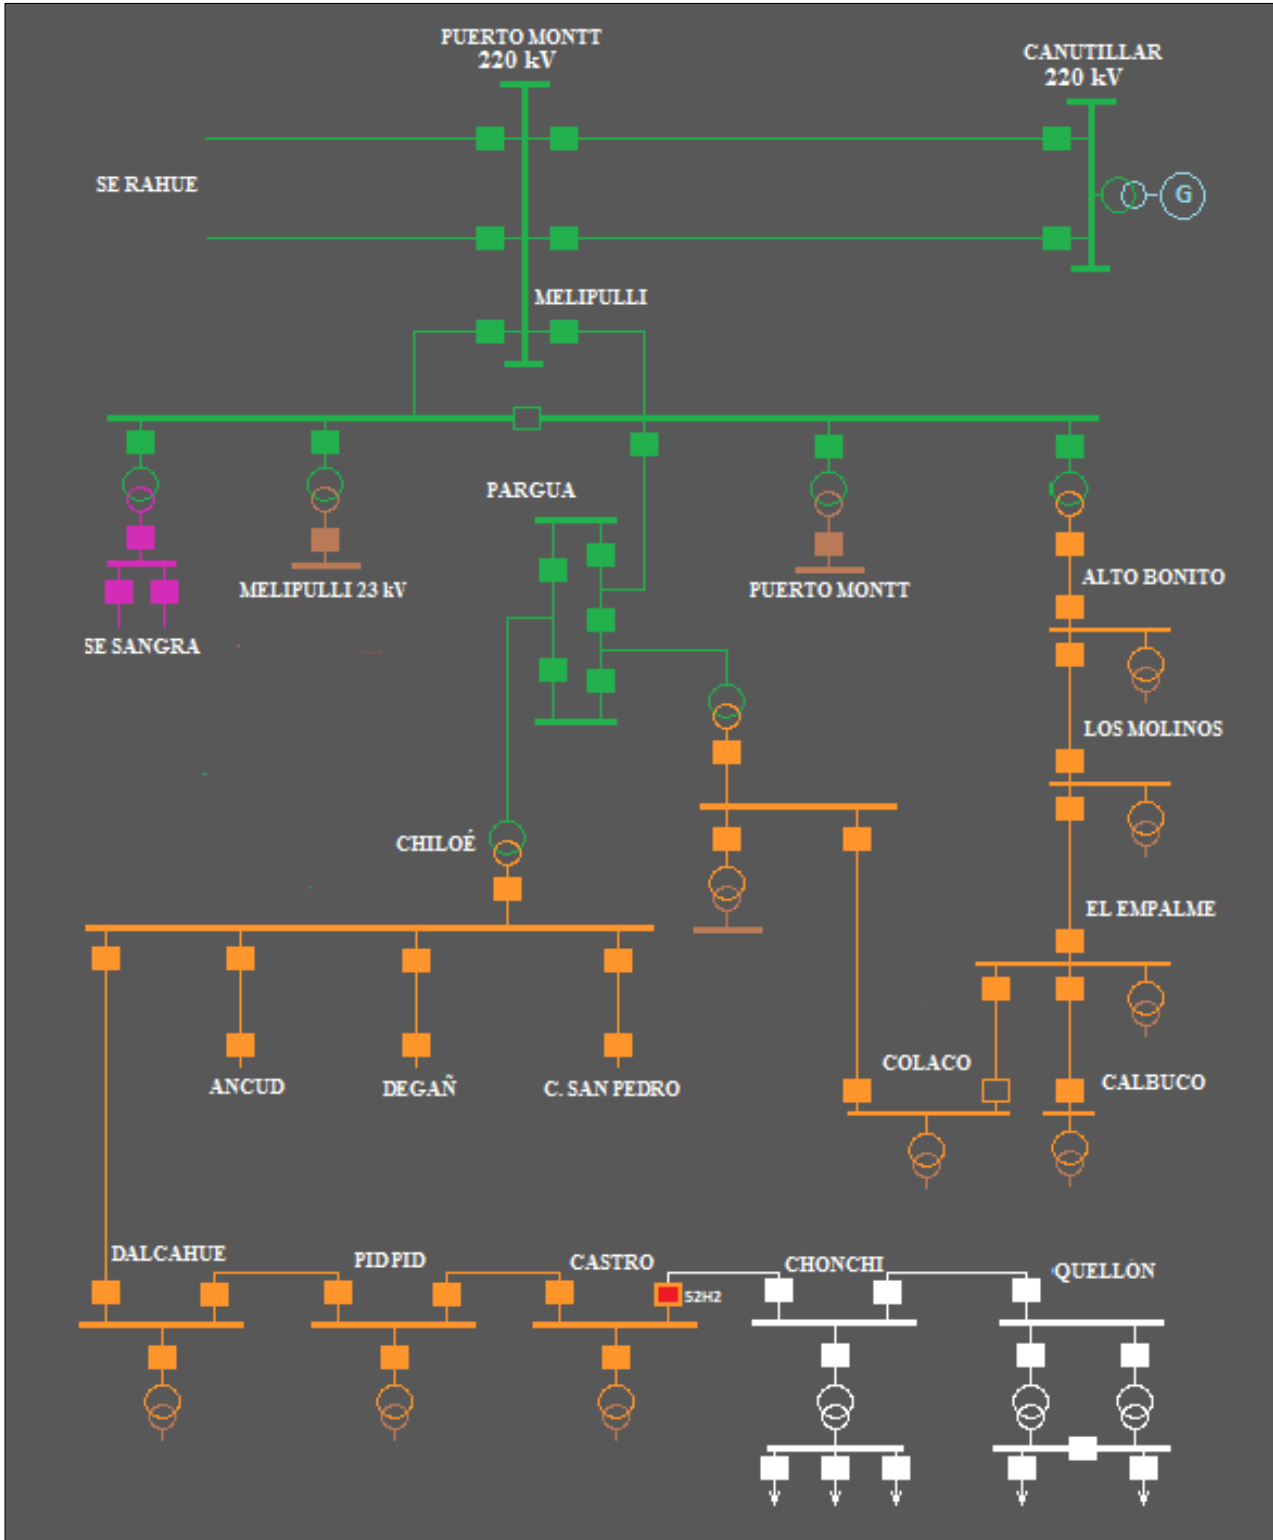 PUERTO MONTT
220 kV
CANUTILLAR
220 kV
SE RAHUE
G
MELIPULLI
PARGUA
MELIPULLI 23 kV
PUERTO MONTT
ALTO BONITO
SE SANGRA
LOS MOLINOS
CHILOÉ
EL EMPALME
ANCUD
DEGAÑ
C. SAN PEDRO
COLACO
CALBUCO
DALCAHUE
PIDPID
CASTRO
CHONCHI
QUELLÒN
52H2